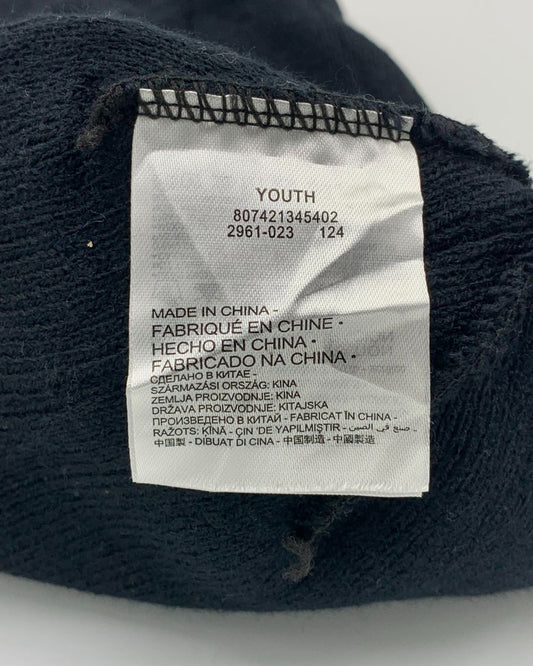 YOUTH
807421345402
2961-023 124
MADE IN CHINA -
FABRIQUÉ EN CHINE •
HECHO EN CHINA •
FABRICADO NA CHINA •
СДЕЛАНО В КИТАЕ -
SZÁRMAZÁSI ORSZÁG: KINA
ZEMLJA PROIZVODNJE: KINA
DRŽAVA PROIZVODNJE: KITAJSKA
ПРОИЗВЕДЕНО В КИТАЙ - FABRICAT ÎN CHINA -
RAŽOTS: ĶĪNĀ - ÇIN 'DE YAPILMIŞTIR - صنع في الصين -
中国製 - DIBUAT DI CINA - 中国制造 - 中國製造